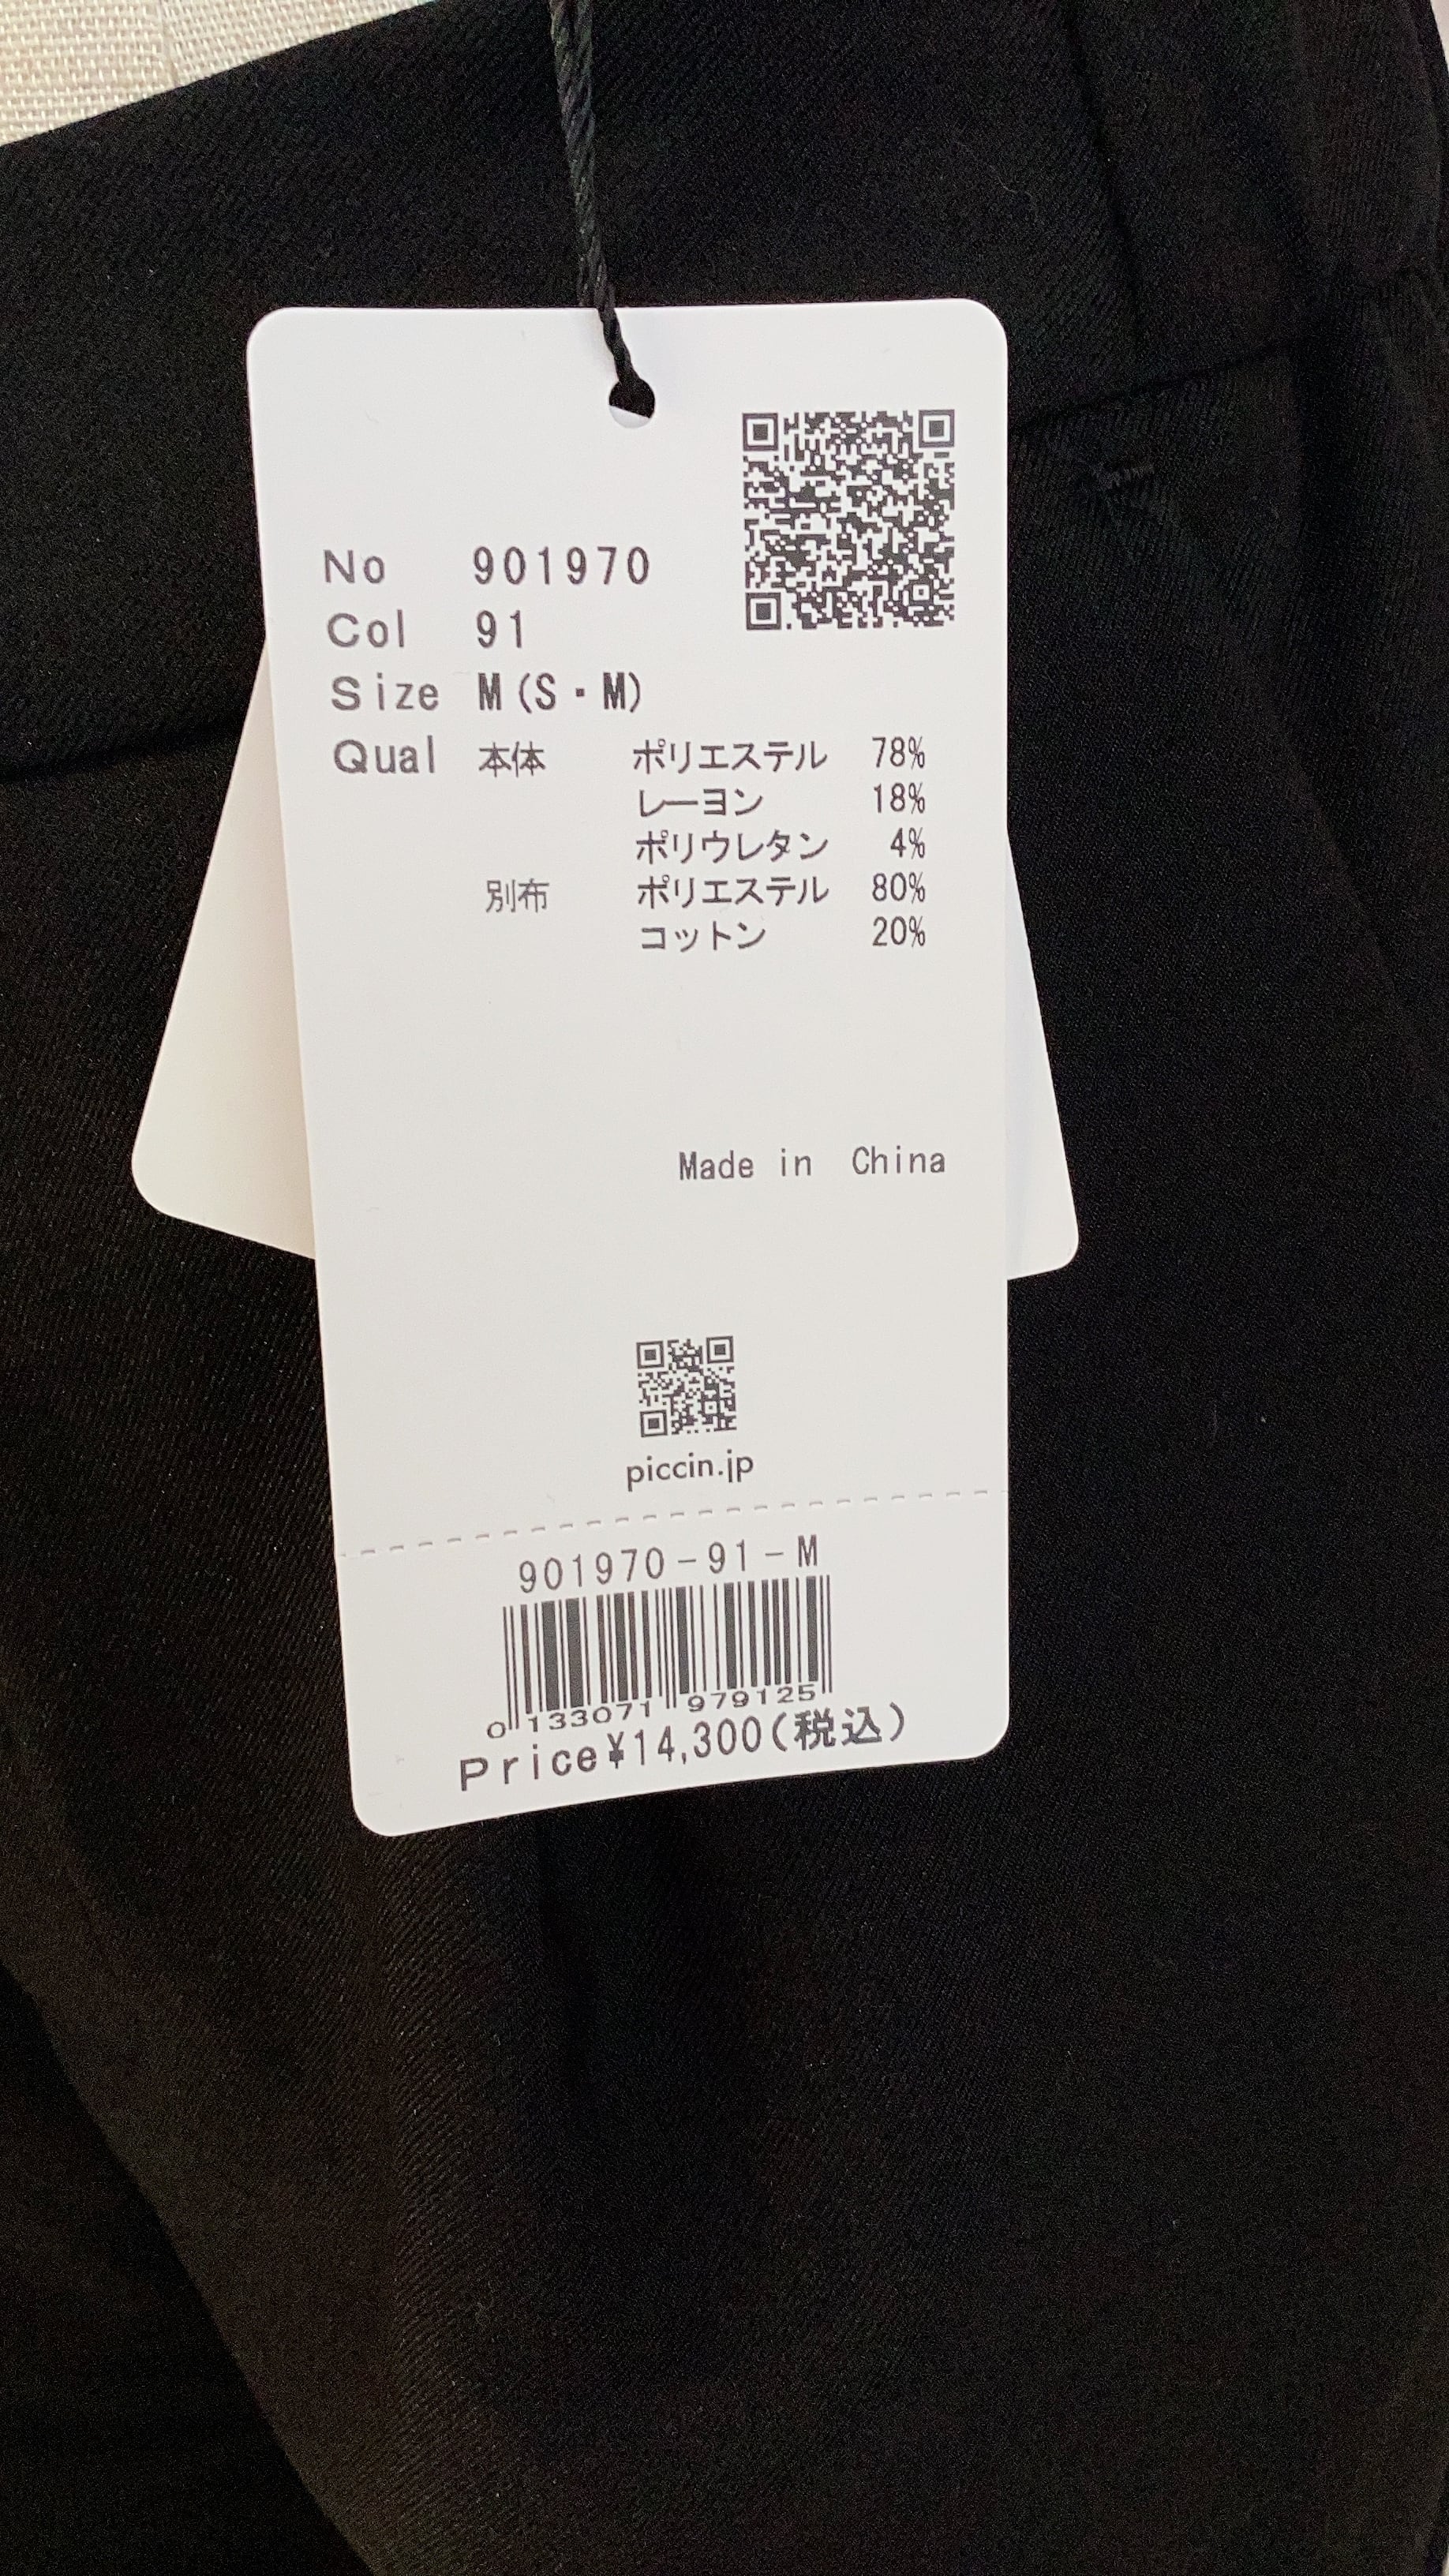 No 901970
Col 91
Size M(S・M)
Qual 本体 ポリエステル 78%
レーヨン 18%
ポリウレタン 4%
別布 ポリエステル 80%
コットン 20%
Made in China
piccin.jp
901970-91-M
0 133071 979125
Price¥14,300(税込)